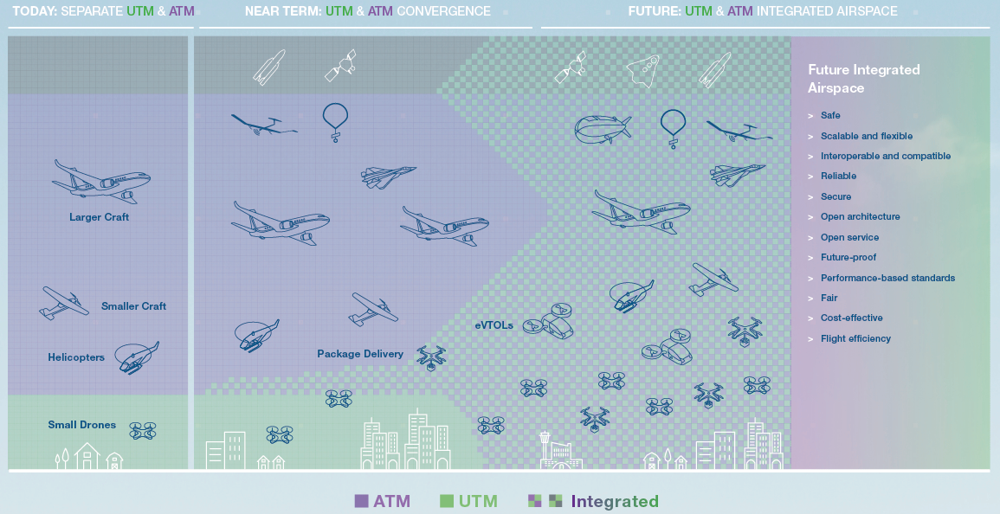 TODAY: SEPARATE UTM & ATM
NEAR TERM: UTM & ATM CONVERGENCE
FUTURE: UTM & ATM INTEGRATED AIRSPACE
Larger Craft
Smaller Craft
Helicopters
Small Drones
Package Delivery
eVTOLs
Future Integrated
Airspace
> Safe
> Scalable and flexible
> Interoperable and compatible
> Reliable
> Secure
> Open architecture
> Open service
> Future-proof
> Performance-based standards
> Fair
> Cost-effective
> Flight efficiency
ATM UTM Integrated